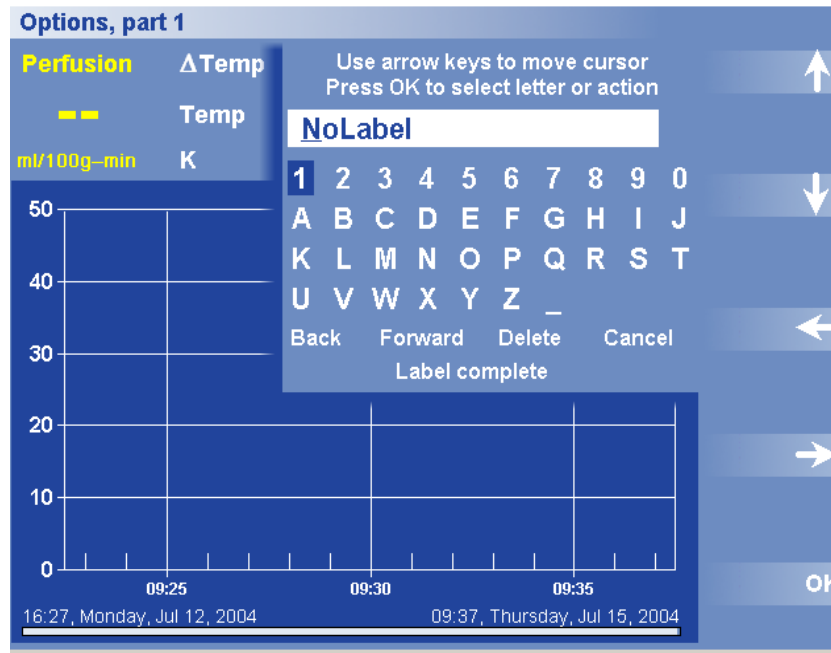 Options, part 1
Perfusion ΔTemp
-- Temp
ml/100g–min K
Use arrow keys to move cursor
Press OK to select letter or action
NoLabel
1 2 3 4 5 6 7 8 9 0
A B C D E F G H I J
K L M N O P Q R S T
U V W X Y Z _
Back Forward Delete Cancel
Label complete
50
40
30
20
10
0
09:25 09:30 09:35
16:27, Monday, Jul 12, 2004 09:37, Thursday, Jul 15, 2004
OK